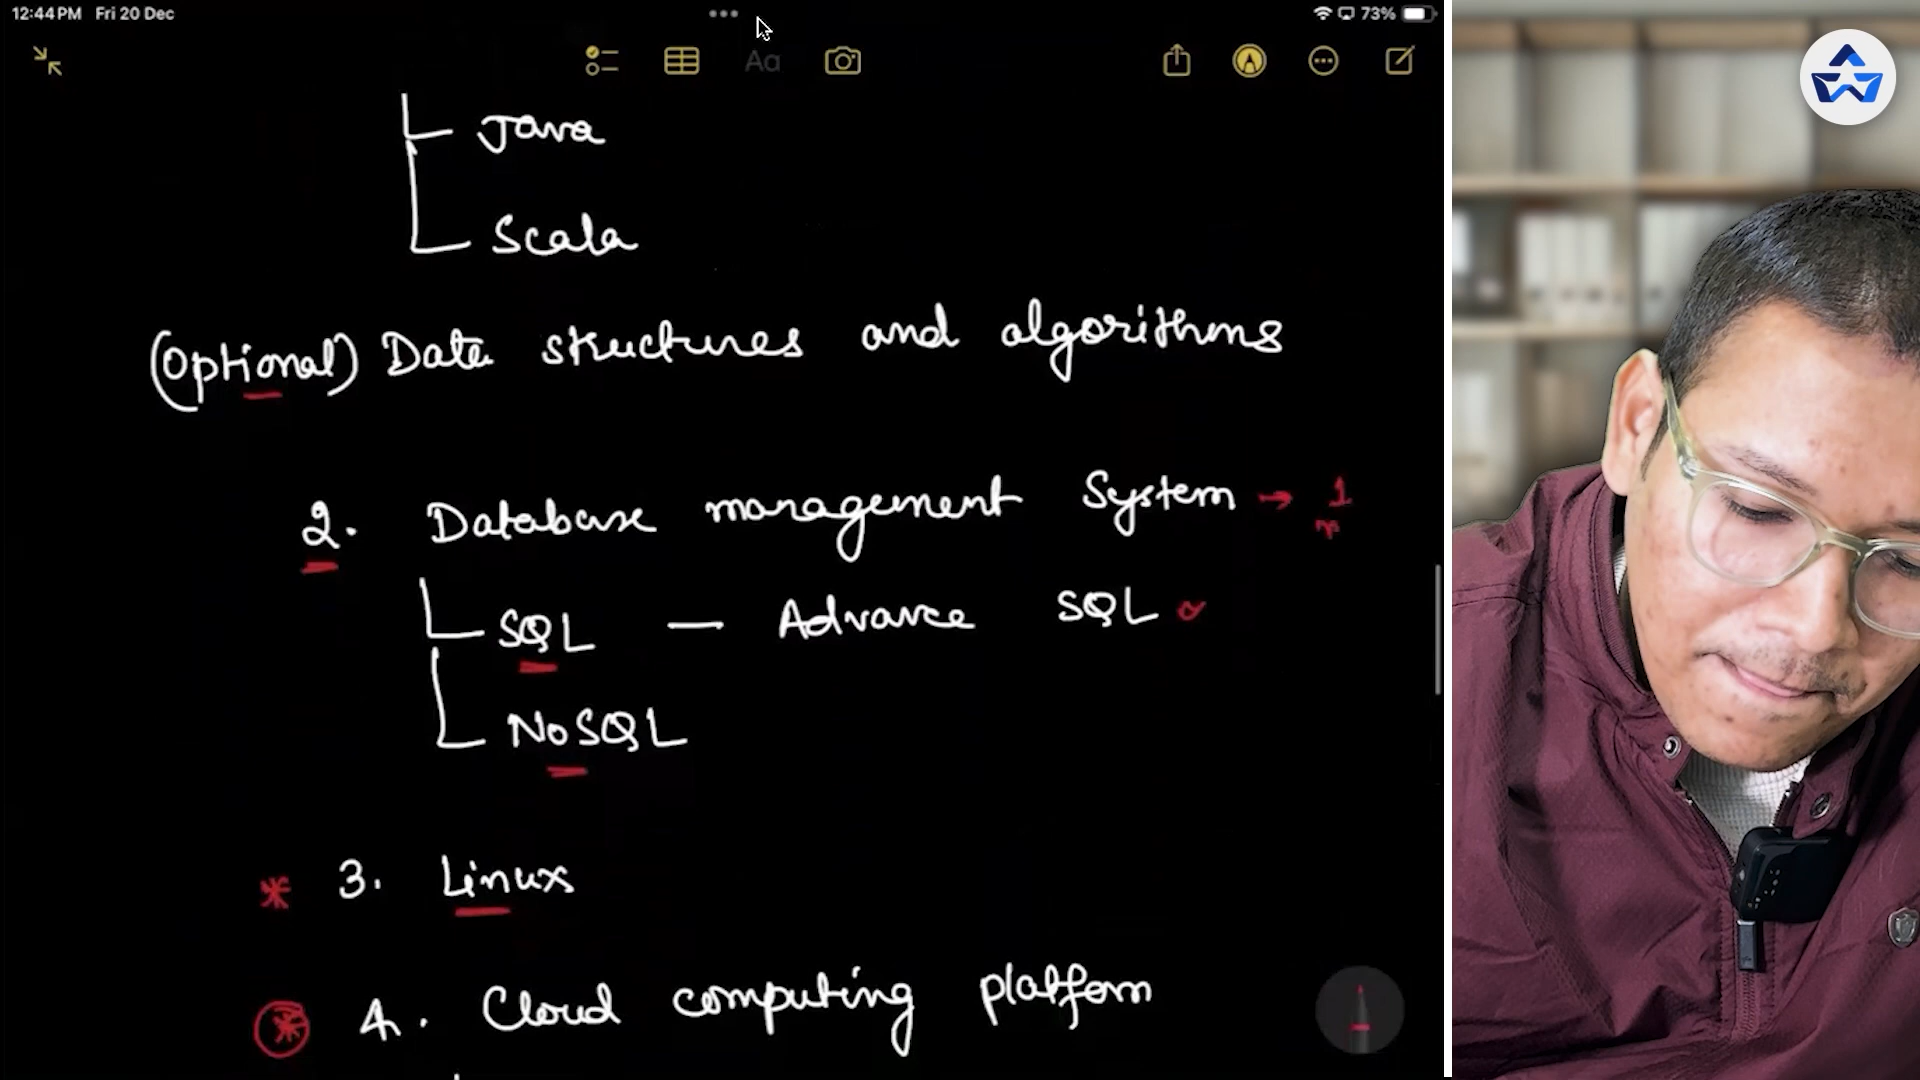 12:44 PM Fri 20 Dec
73%
Aa
Java
Scala
(Optional) Data structures and algorithms
2. Database management System → 1
SQL — Advance SQL
NoSQL
* 3. Linux
* 4. Cloud computing platform